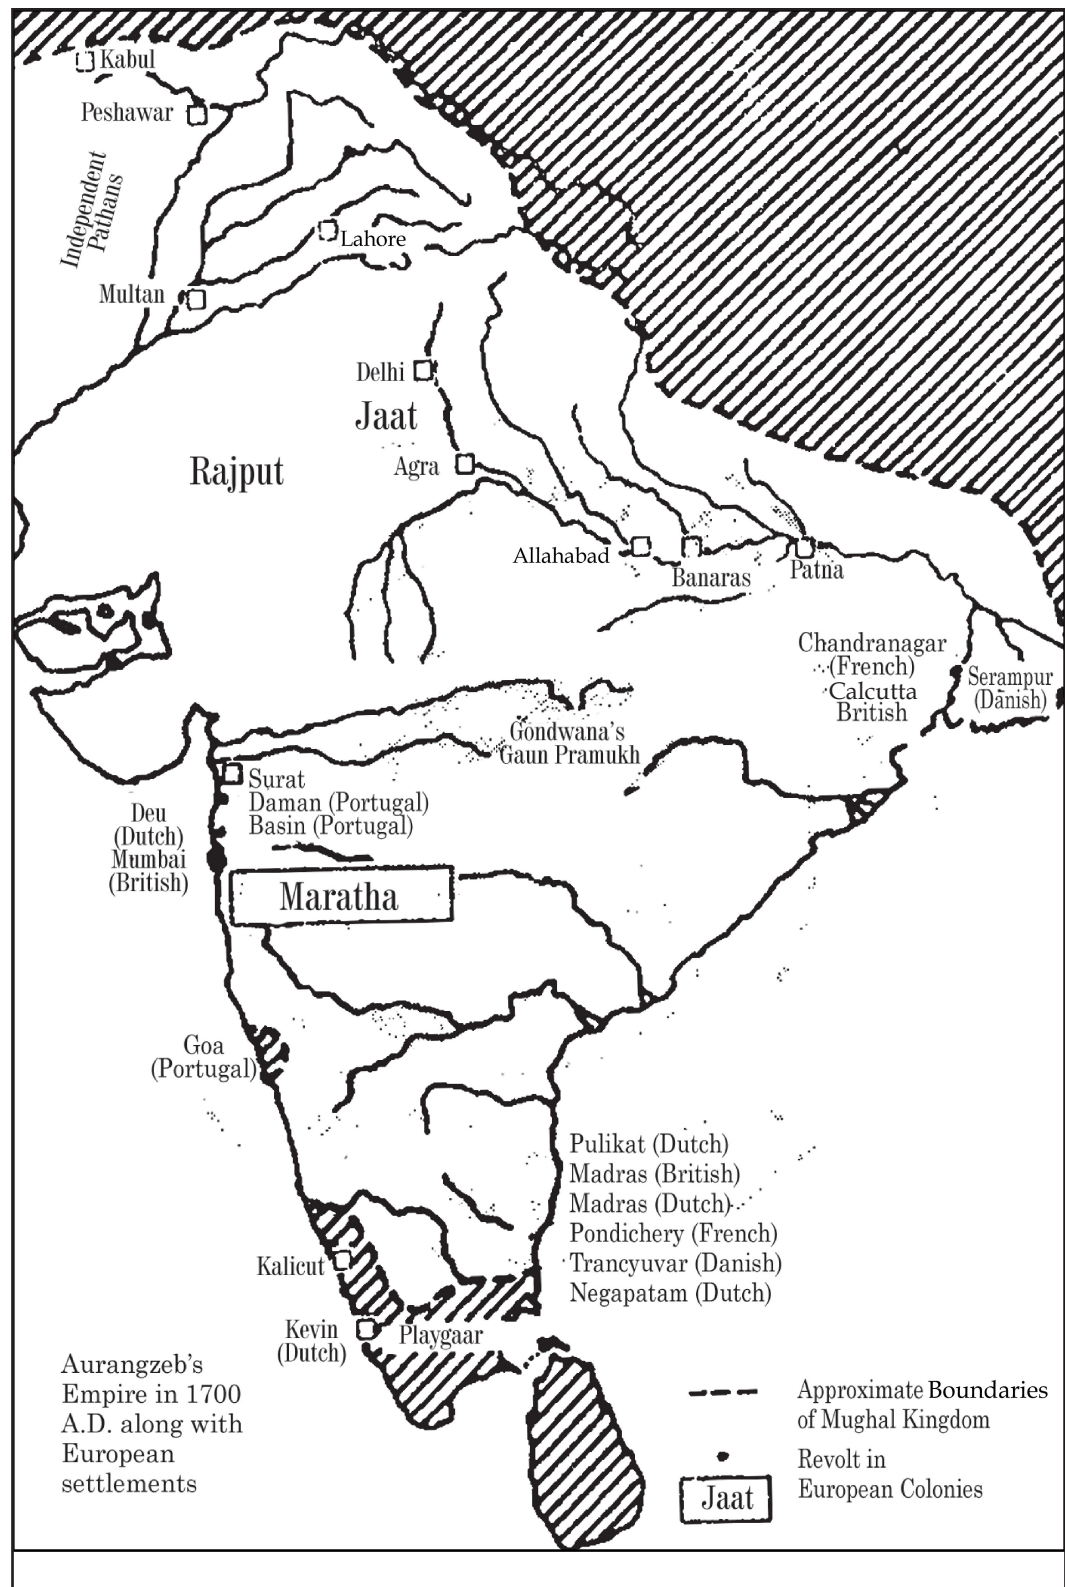 Kabul
Peshawar
Independent
Pathans
Lahore
Multan
Delhi
Jaat
Agra
Rajput
Allahabad
Banaras
Patna
Chandranagar
(French)
Calcutta
British
Serampur
(Danish)
Gondwana's
Gaun Pramukh
Surat
Daman (Portugal)
Basin (Portugal)
Deu
(Dutch)
Mumbai
(British)
Maratha
Goa
(Portugal)
Pulikat (Dutch)
Madras (British)
Madras (Dutch)
Pondichery (French)
Trancyuvar (Danish)
Negapatam (Dutch)
Kalicut
Kevin
(Dutch)
Playgaar
Aurangzeb's
Empire in 1700
A.D. along with
European
settlements
Approximate Boundaries
of Mughal Kingdom
Revolt in
European Colonies
Jaat